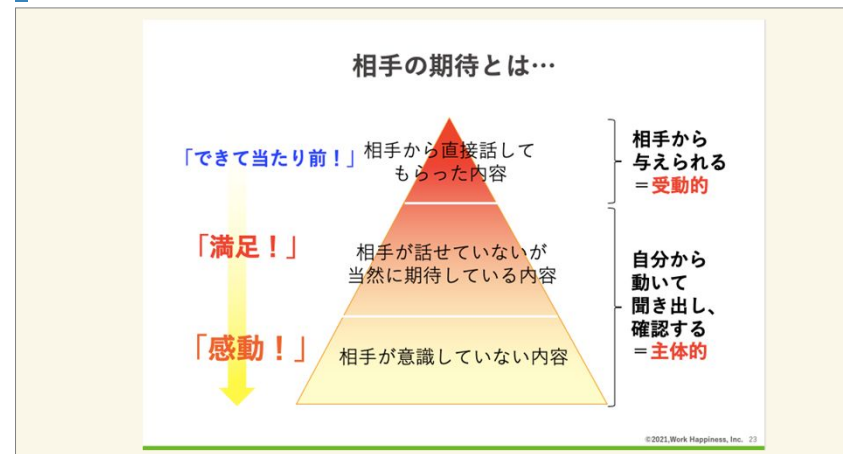 相手の期待とは…
「できて当たり前！」
相手から直接話して
もらった内容
相手から
与えられる
＝受動的
「満足！」
相手が話せていないが
当然に期待している内容
自分から
動いて
聞き出し、
確認する
＝主体的
「感動！」
相手が意識していない内容
©2021,Work Happiness, Inc. 23